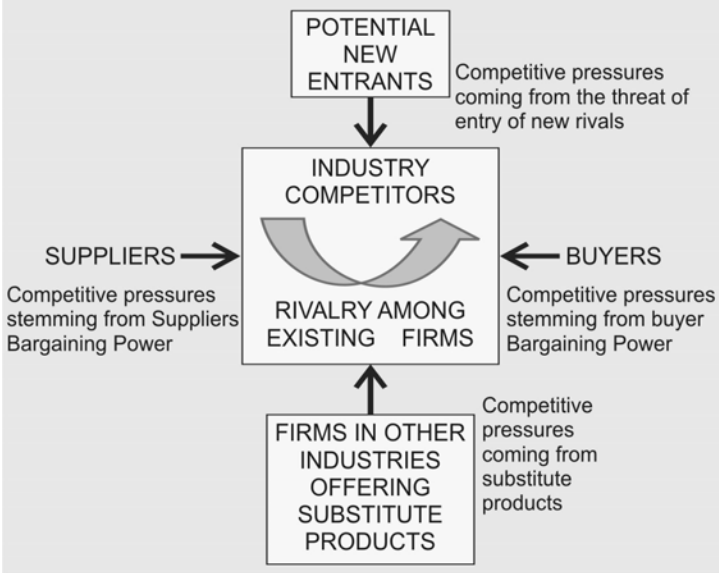 POTENTIAL
NEW
ENTRANTS
Competitive pressures
coming from the threat of
entry of new rivals
INDUSTRY
COMPETITORS
SUPPLIERS
Competitive pressures
stemming from Suppliers
Bargaining Power
BUYERS
Competitive pressures
stemming from buyer
Bargaining Power
RIVALRY AMONG
EXISTING FIRMS
FIRMS IN OTHER
INDUSTRIES
OFFERING
SUBSTITUTE
PRODUCTS
Competitive
pressures
coming from
substitute
products